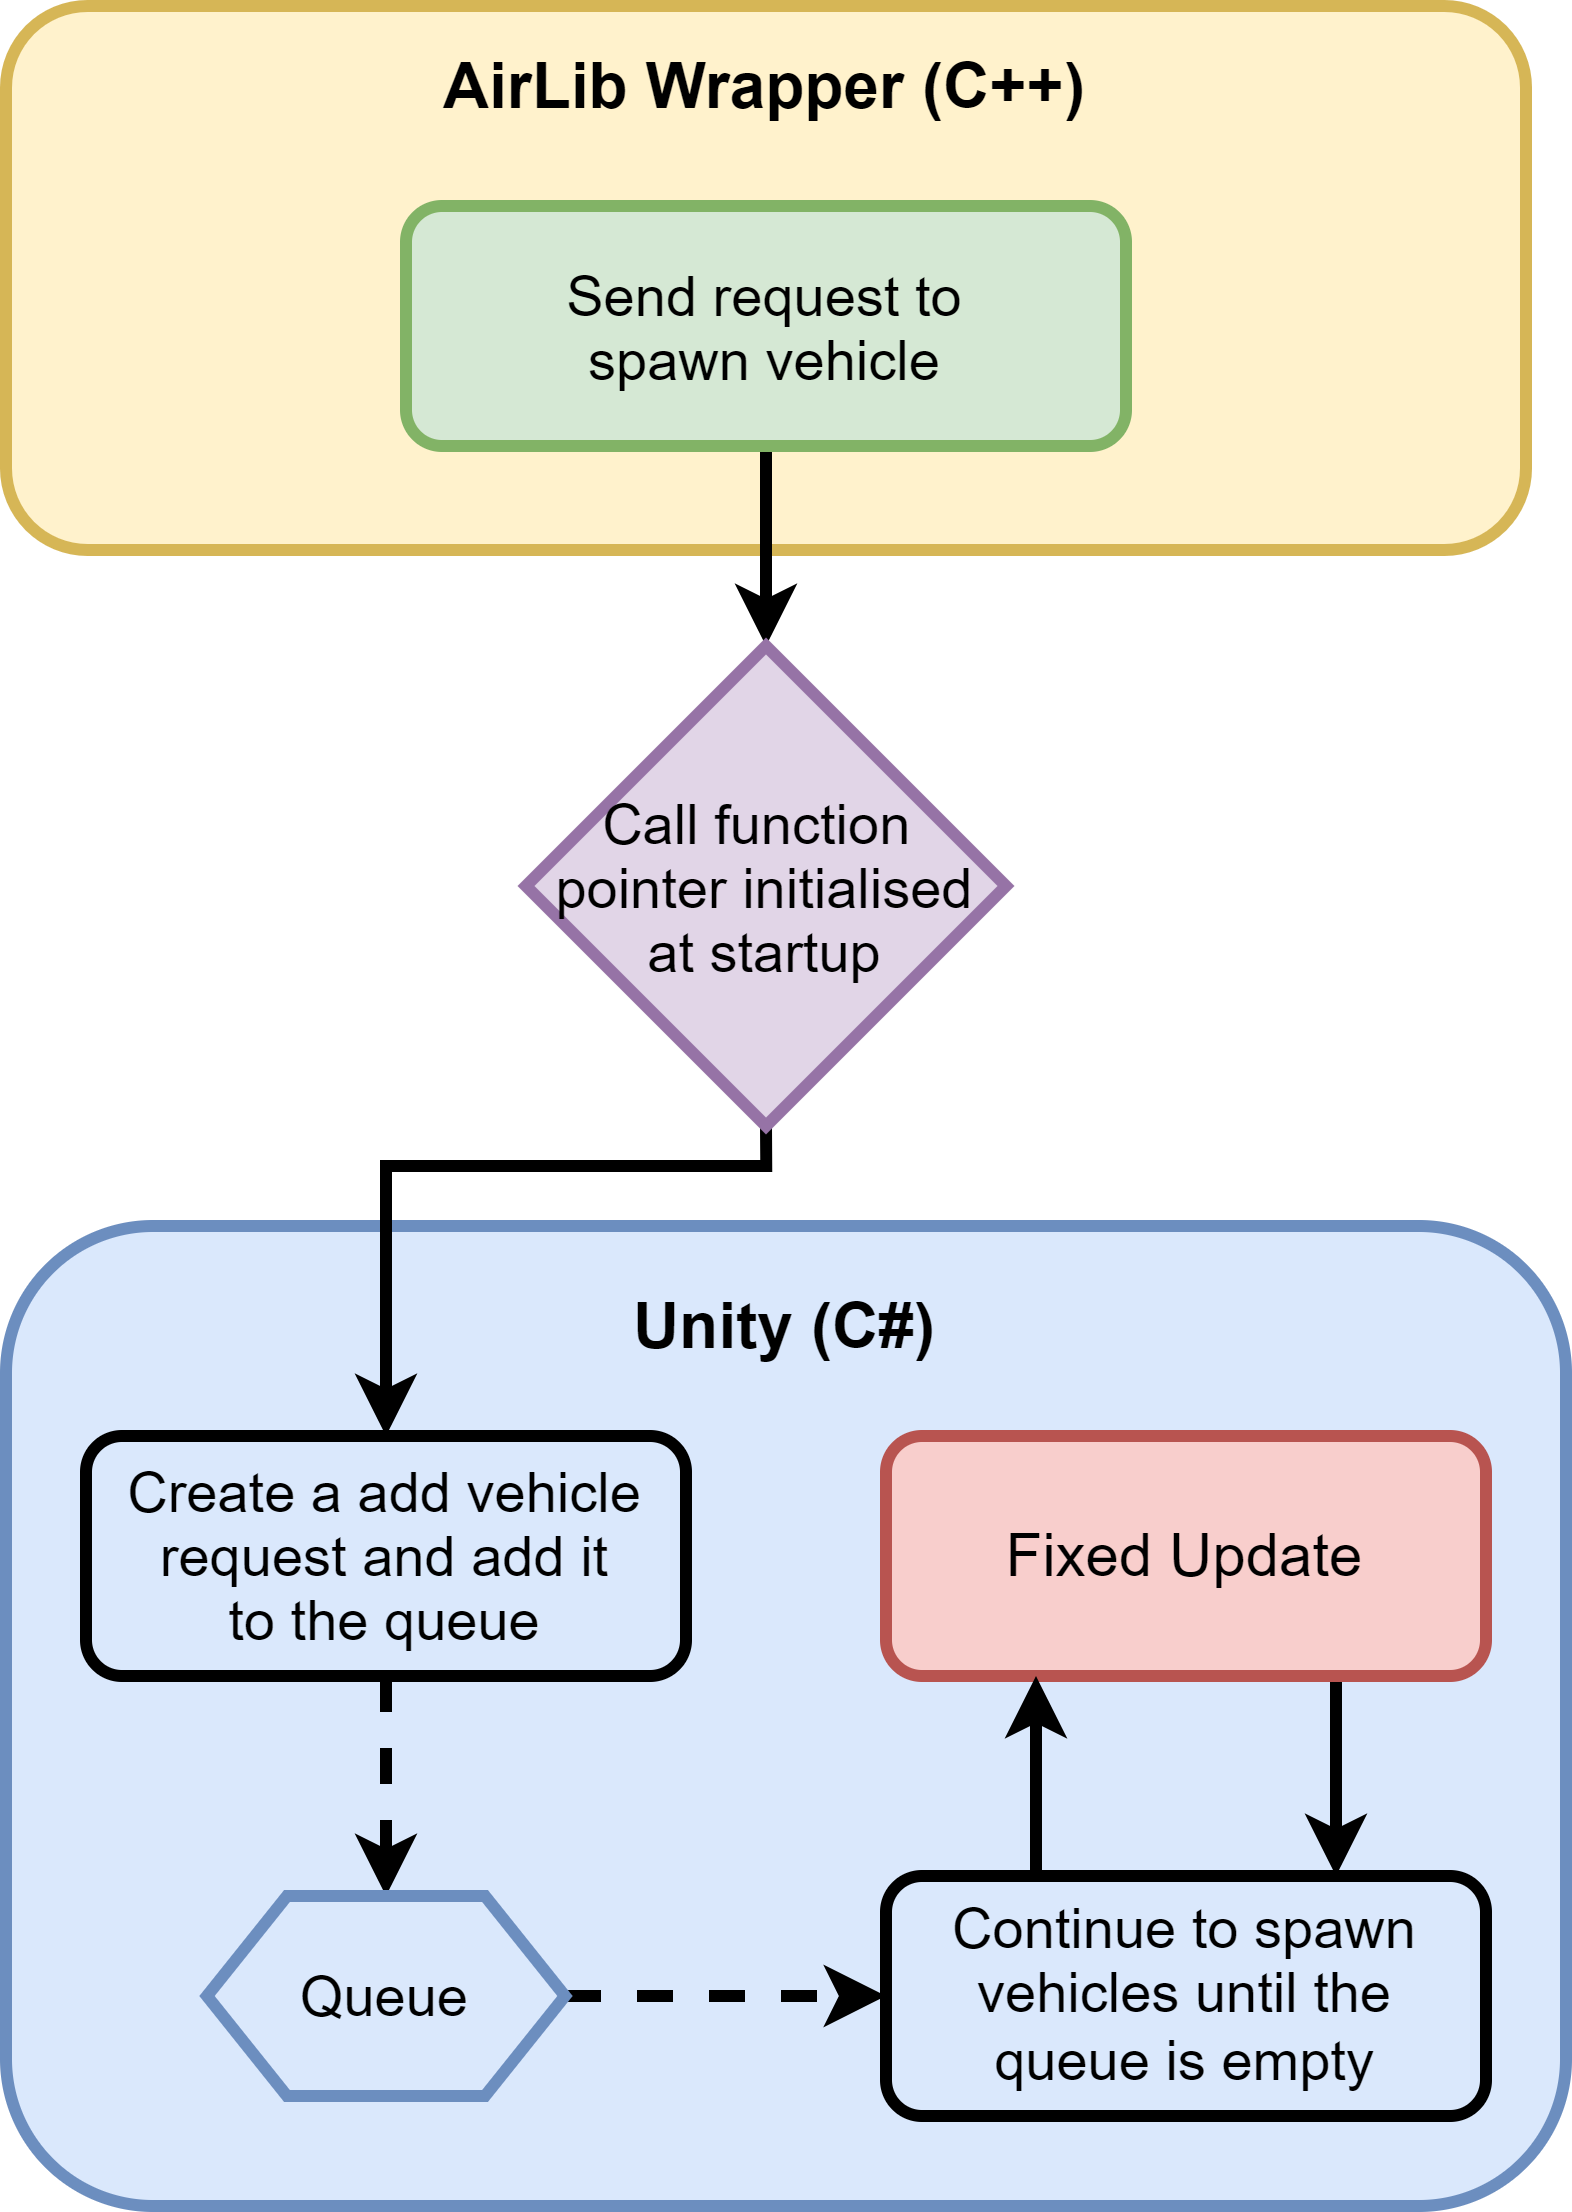 AirLib Wrapper (C++)
Send request to
spawn vehicle
Call function
pointer initialised
at startup
Unity (C#)
Create a add vehicle
request and add it
to the queue
Fixed Update
Queue
Continue to spawn
vehicles until the
queue is empty